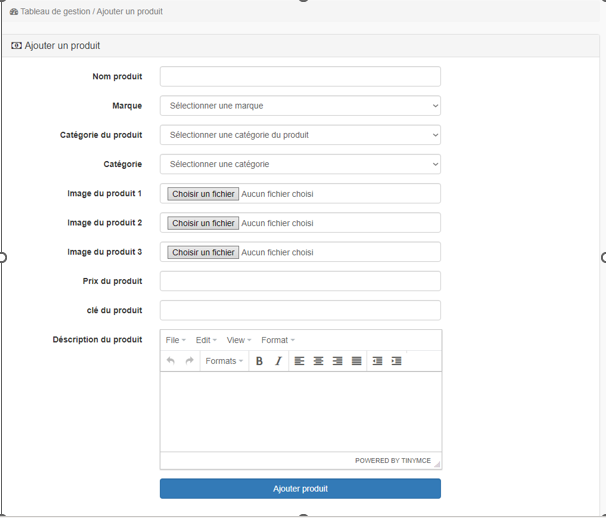 Tableau de gestion / Ajouter un produit
Ajouter un produit
Nom produit
Marque Sélectionner une marque
Catégorie du produit Sélectionner une catégorie du produit
Catégorie Sélectionner une catégorie
Image du produit 1 Choisir un fichier Aucun fichier choisi
Image du produit 2 Choisir un fichier Aucun fichier choisi
Image du produit 3 Choisir un fichier Aucun fichier choisi
Prix du produit
clé du produit
Déscription du produit File Edit View Format
Formats B I
POWERED BY TINYMCE
Ajouter produit